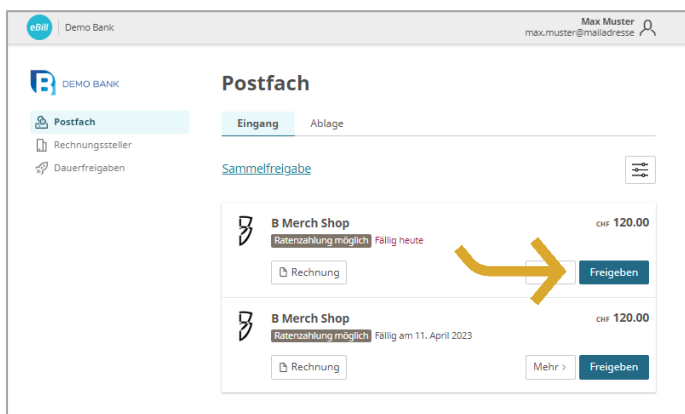 eBill Demo Bank
Max Muster
max.muster@mailadresse
DEMO BANK
Postfach
Rechnungssteller
Dauerfreigaben
Postfach
Eingang Ablage
Sammelfreigabe
B Merch Shop CHF 120.00
Ratenzahlung möglich Fällig heute
Rechnung Freigeben
B Merch Shop CHF 120.00
Ratenzahlung möglich Fällig am 11. April 2023
Rechnung Mehr > Freigeben